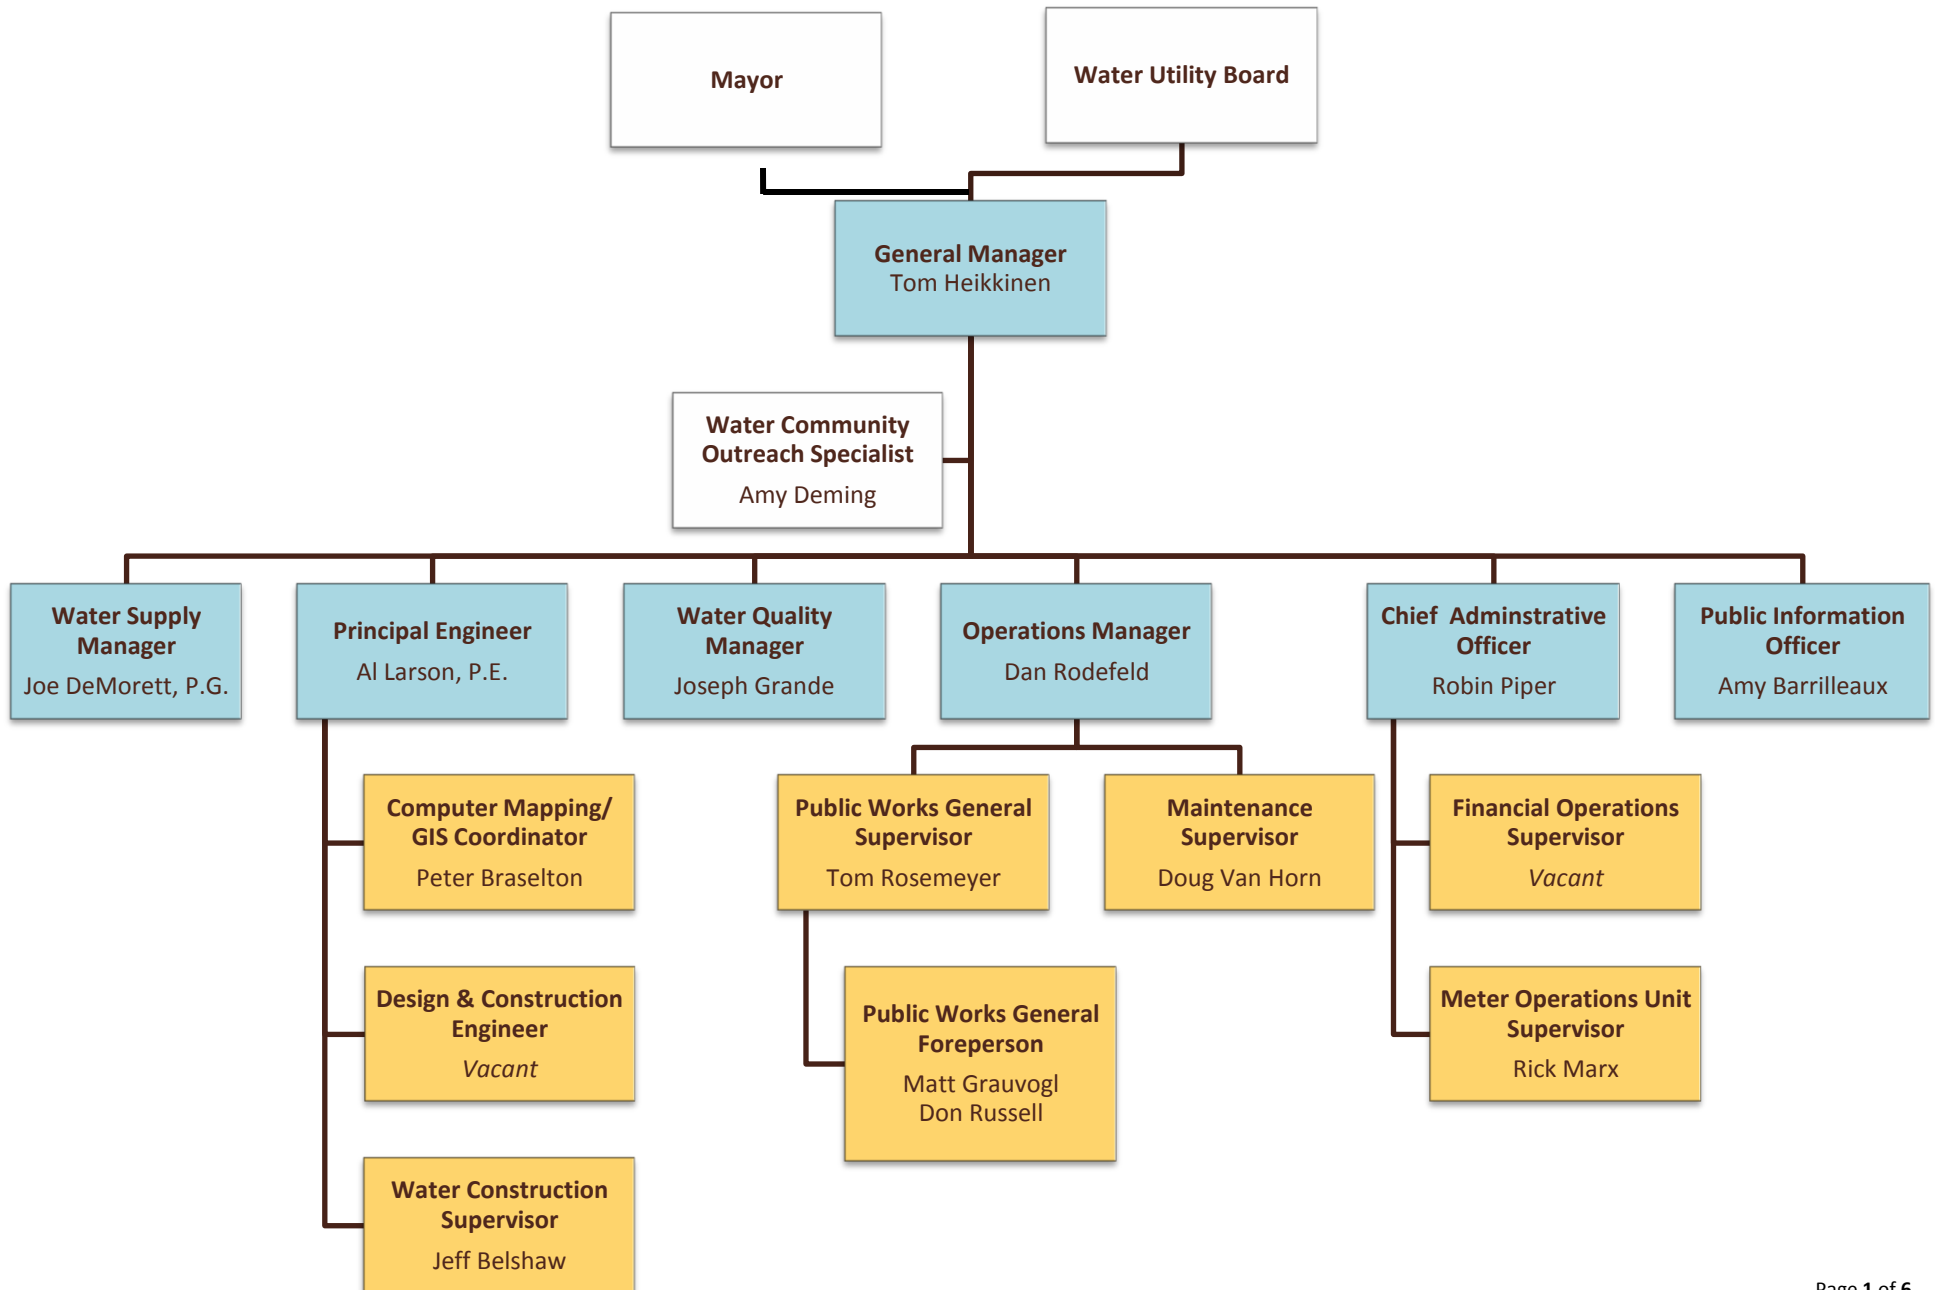 Mayor
Water Utility Board
General Manager
Tom Heikkinen
Water Community
Outreach Specialist
Amy Deming
Water Supply
Manager
Joe DeMorett, P.G.
Principal Engineer
Al Larson, P.E.
Water Quality
Manager
Joseph Grande
Operations Manager
Dan Rodefeld
Chief Adminstrative
Officer
Robin Piper
Public Information
Officer
Amy Barrilleaux
Computer Mapping/
GIS Coordinator
Peter Braselton
Public Works General
Supervisor
Tom Rosemeyer
Maintenance
Supervisor
Doug Van Horn
Financial Operations
Supervisor
Vacant
Design & Construction
Engineer
Vacant
Public Works General
Foreperson
Matt Grauvogl
Don Russell
Meter Operations Unit
Supervisor
Rick Marx
Water Construction
Supervisor
Jeff Belshaw
Page 1 of 6